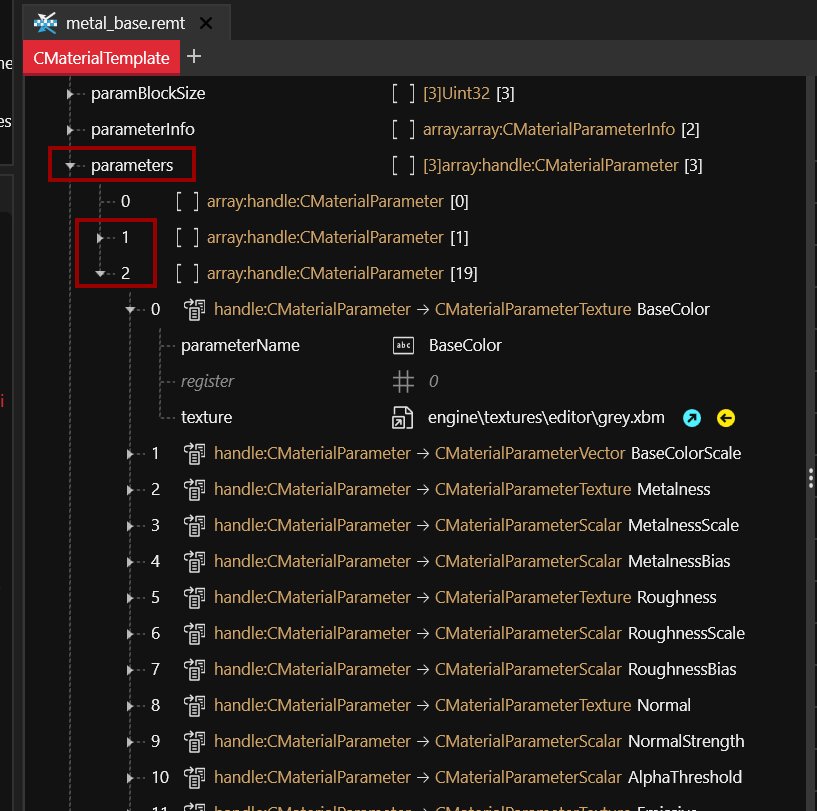 metal_base.remt
CMaterialTemplate
ne
paramBlockSize [3]Uint32 [3]
es
parameterInfo array:array:CMaterialParameterInfo [2]
parameters [3]array:handle:CMaterialParameter [3]
0 array:handle:CMaterialParameter [0]
1 array:handle:CMaterialParameter [1]
2 array:handle:CMaterialParameter [19]
0 handle:CMaterialParameter → CMaterialParameterTexture BaseColor
parameterName abc BaseColor
register 0
i
texture engine\textures\editor\grey.xbm
1 handle:CMaterialParameter → CMaterialParameterVector BaseColorScale
2 handle:CMaterialParameter → CMaterialParameterTexture Metalness
3 handle:CMaterialParameter → CMaterialParameterScalar MetalnessScale
4 handle:CMaterialParameter → CMaterialParameterScalar MetalnessBias
5 handle:CMaterialParameter → CMaterialParameterTexture Roughness
6 handle:CMaterialParameter → CMaterialParameterScalar RoughnessScale
7 handle:CMaterialParameter → CMaterialParameterScalar RoughnessBias
8 handle:CMaterialParameter → CMaterialParameterTexture Normal
9 handle:CMaterialParameter → CMaterialParameterScalar NormalStrength
10 handle:CMaterialParameter → CMaterialParameterScalar AlphaThreshold
11 handle:CMaterialParameter → CMaterialParameterTexture Emissive